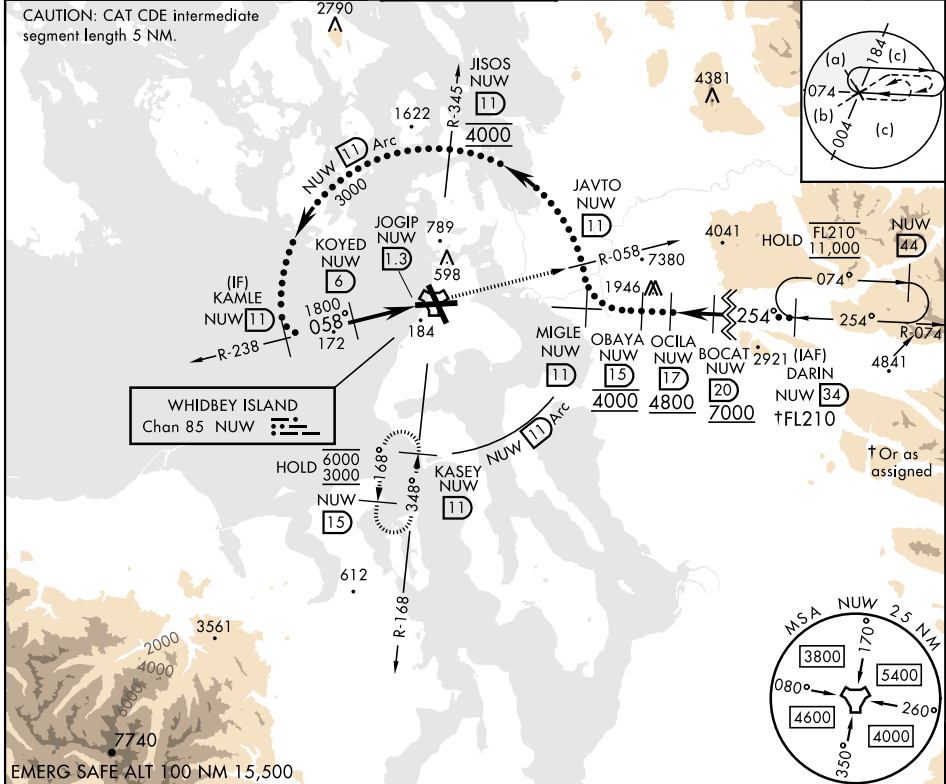 CAUTION: CAT CDE intermediate
segment length 5 NM.
2790
JISOS
NUW
11
4000
R-345
1622
4381
184
(a)
(c)
074
(b)
004
(c)
NUW 11 Arc
3000
JAVTO
NUW
11
KOYED
NUW
6
JOGIP
NUW
1.3
789
598
R-058
7380
4041
HOLD
FL210
11,000
NUW
44
(IF)
KAMLE
NUW 11
1800
058°
172
184
1946
074°
254°
254°
R-074
R-238
MIGLE
NUW
11
OBAYA
NUW
15
4000
OCILA
NUW
17
4800
BOCAT
NUW
20
7000
2921
(IAF)
DARIN
NUW 34
†FL210
4841
WHIDBEY ISLAND
Chan 85 NUW
NUW 11 Arc
HOLD
6000
3000
168°
348°
KASEY
NUW
11
NUW
15
† Or as
assigned
612
R-168
3561
2000
4000
6000
7740
MSA NUW 25 NM
170°
3800
5400
080°
260°
4600
4000
350°
EMERG SAFE ALT 100 NM 15,500